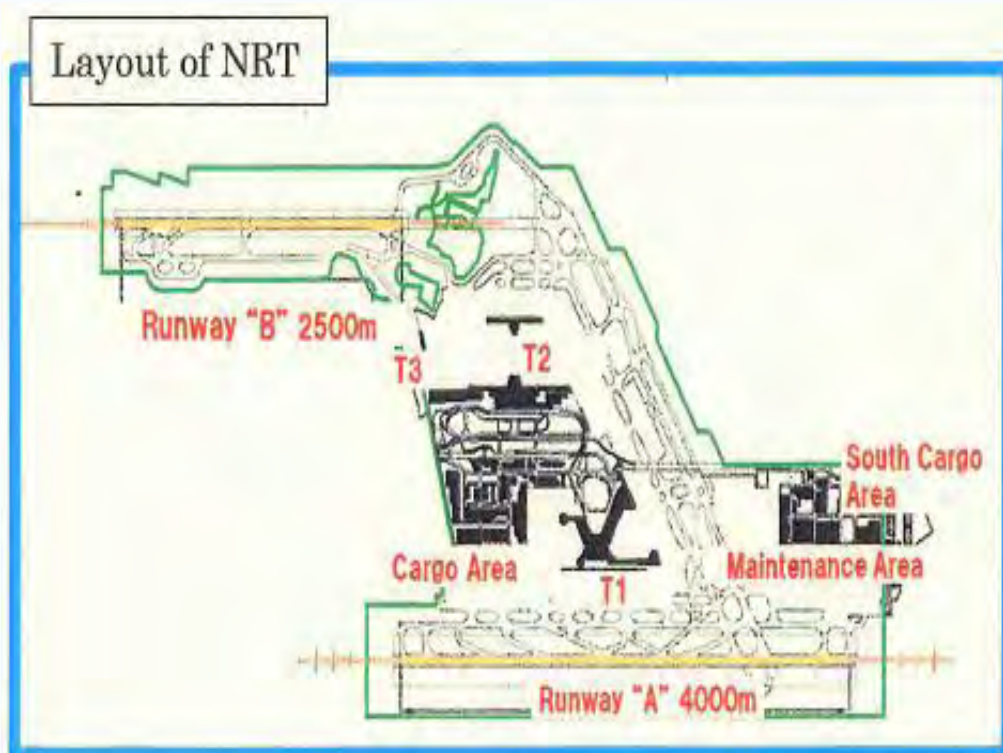 Layout of NRT
Runway "B" 2500m
T3
T2
South Cargo
Area
Cargo Area
Maintenance Area
T1
Runway "A" 4000m